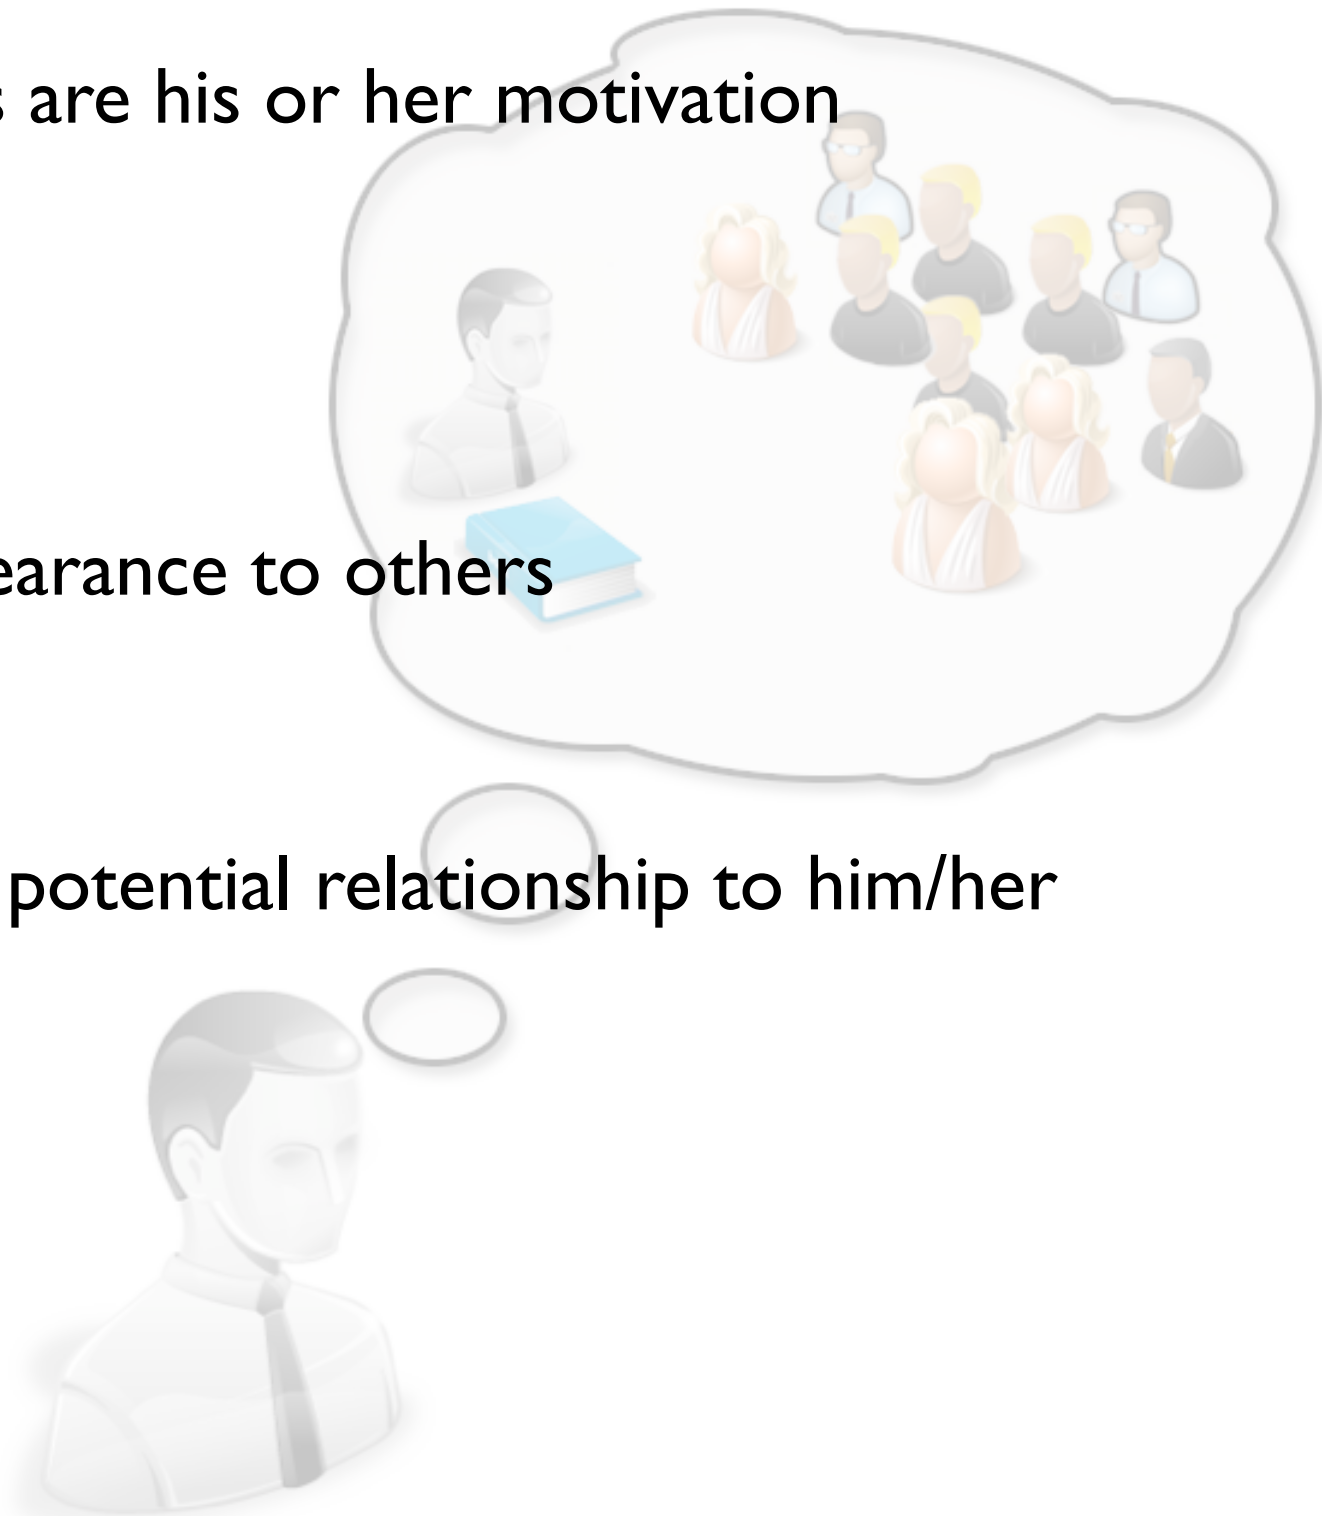 s are his or her motivation
earance to others
potential relationship to him/her